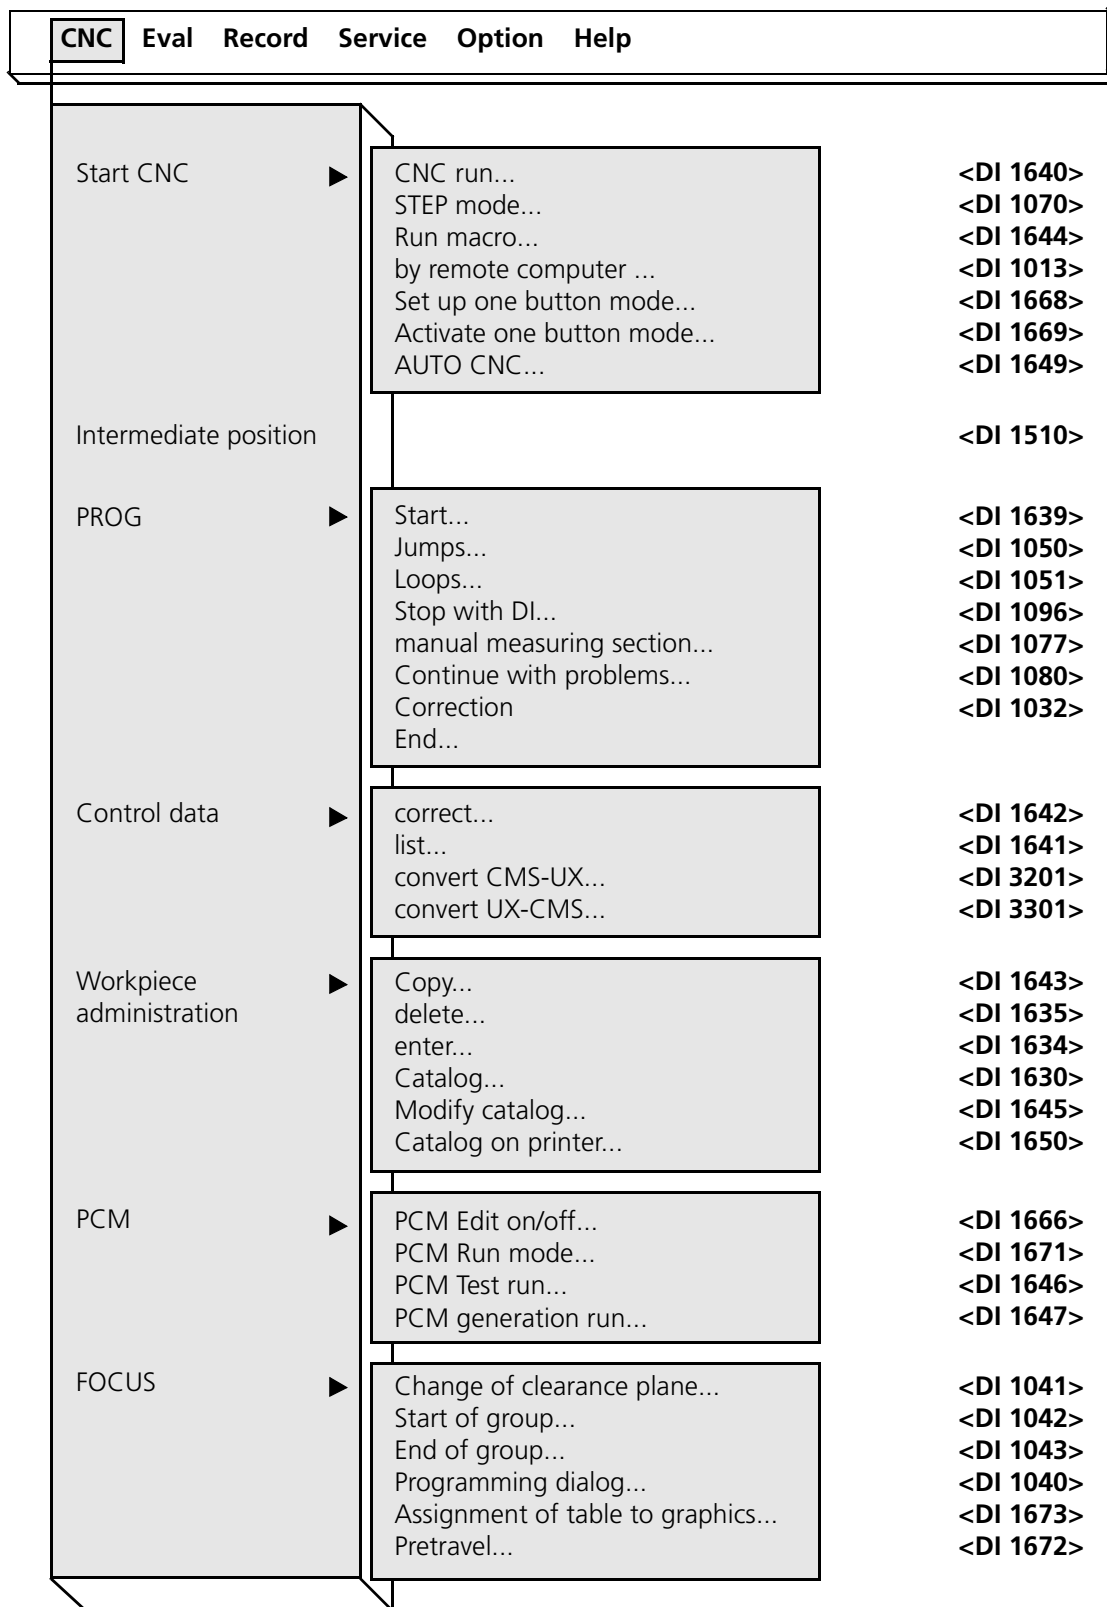 CNC Eval Record Service Option Help
Start CNC ▶ CNC run... <DI 1640>
STEP mode... <DI 1070>
Run macro... <DI 1644>
by remote computer ... <DI 1013>
Set up one button mode... <DI 1668>
Activate one button mode... <DI 1669>
AUTO CNC... <DI 1649>
Intermediate position <DI 1510>
PROG ▶ Start... <DI 1639>
Jumps... <DI 1050>
Loops... <DI 1051>
Stop with DI... <DI 1096>
manual measuring section... <DI 1077>
Continue with problems... <DI 1080>
Correction <DI 1032>
End...
Control data ▶ correct... <DI 1642>
list... <DI 1641>
convert CMS-UX... <DI 3201>
convert UX-CMS... <DI 3301>
Workpiece ▶ Copy... <DI 1643>
administration delete... <DI 1635>
enter... <DI 1634>
Catalog... <DI 1630>
Modify catalog... <DI 1645>
Catalog on printer... <DI 1650>
PCM ▶ PCM Edit on/off... <DI 1666>
PCM Run mode... <DI 1671>
PCM Test run... <DI 1646>
PCM generation run... <DI 1647>
FOCUS ▶ Change of clearance plane... <DI 1041>
Start of group... <DI 1042>
End of group... <DI 1043>
Programming dialog... <DI 1040>
Assignment of table to graphics... <DI 1673>
Pretravel... <DI 1672>